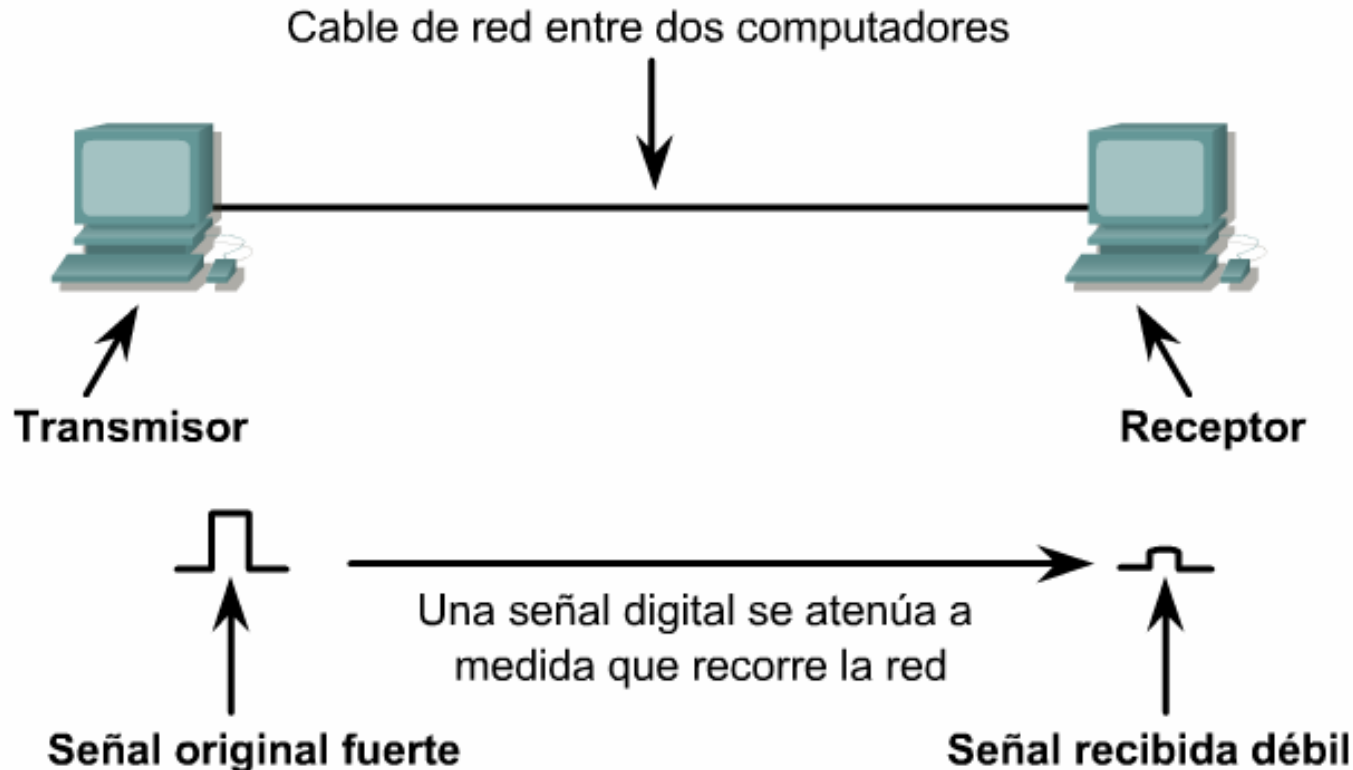 Cable de red entre dos computadores
Transmisor
Receptor
Una señal digital se atenúa a
medida que recorre la red
Señal original fuerte
Señal recibida débil